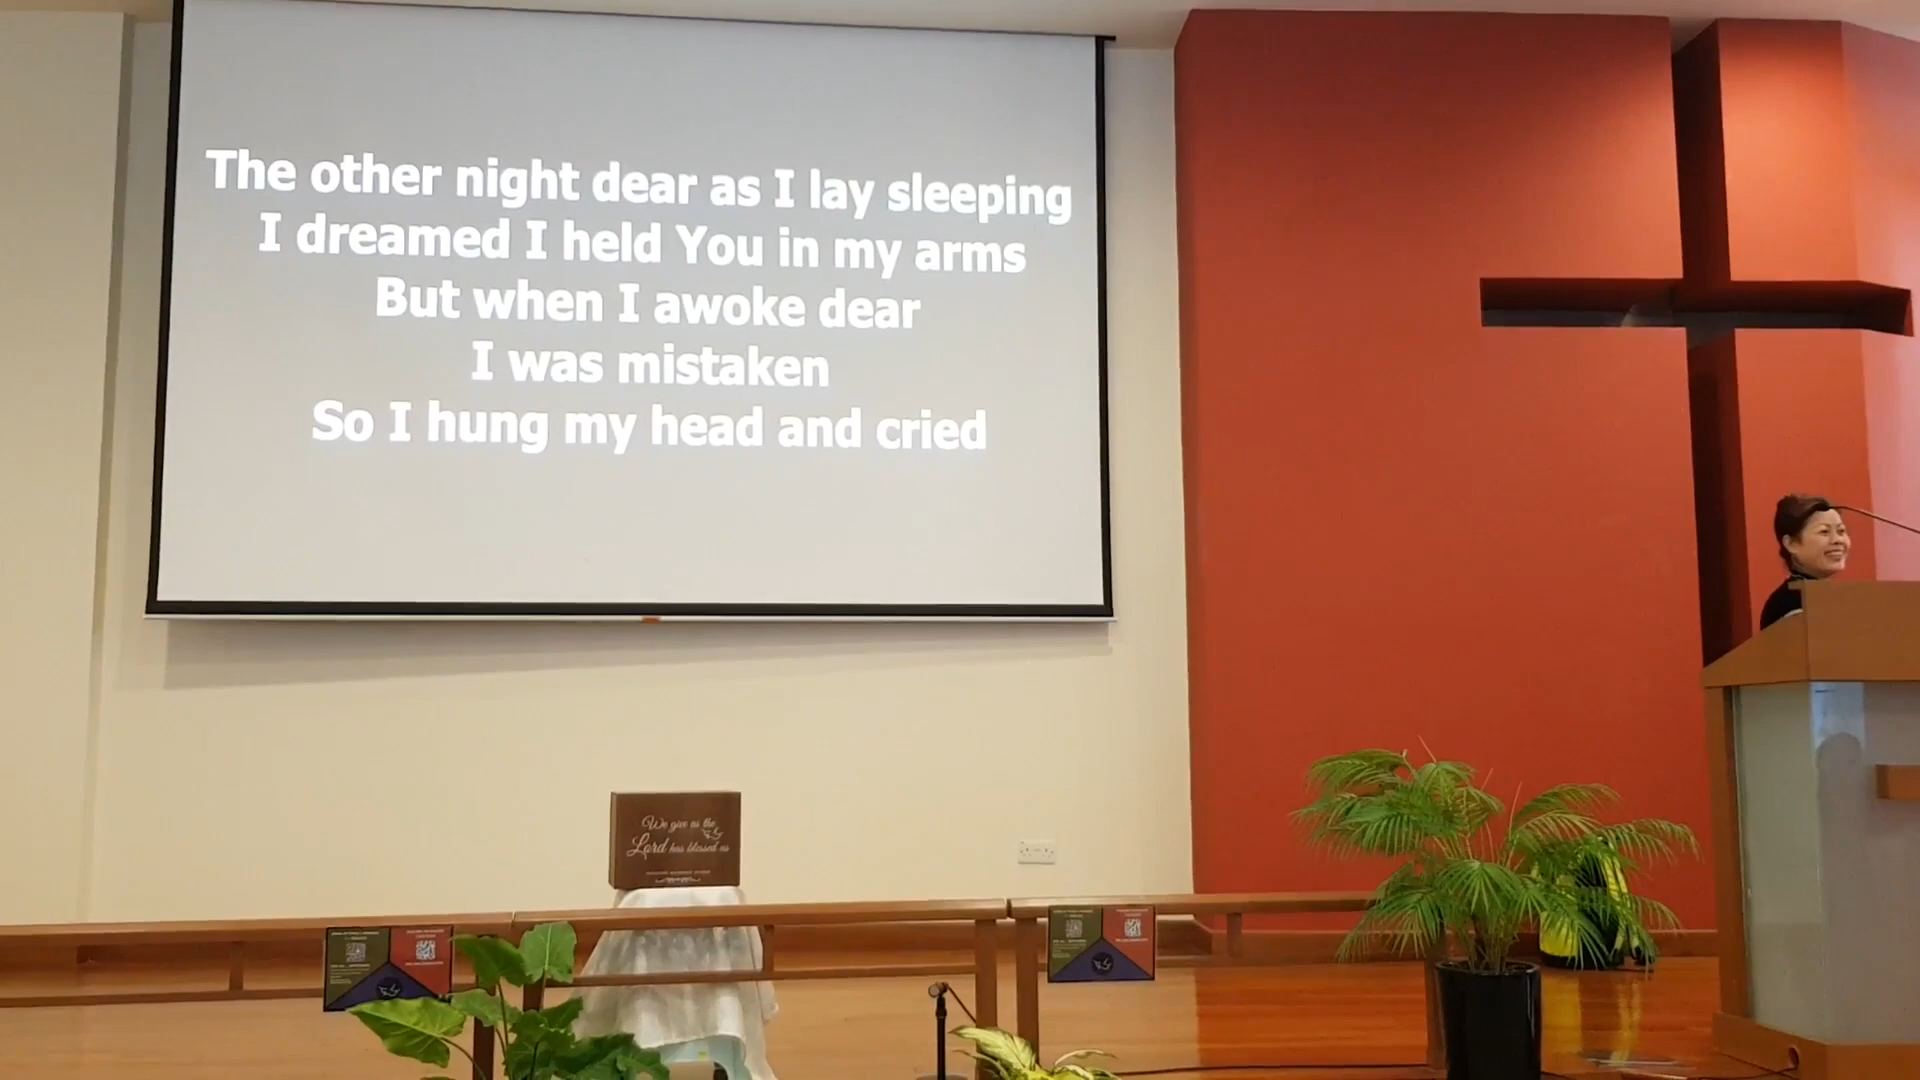 The other night dear as I lay sleeping
I dreamed I held You in my arms
But when I awoke dear
I was mistaken
So I hung my head and cried
We give as the
Lord has blessed us